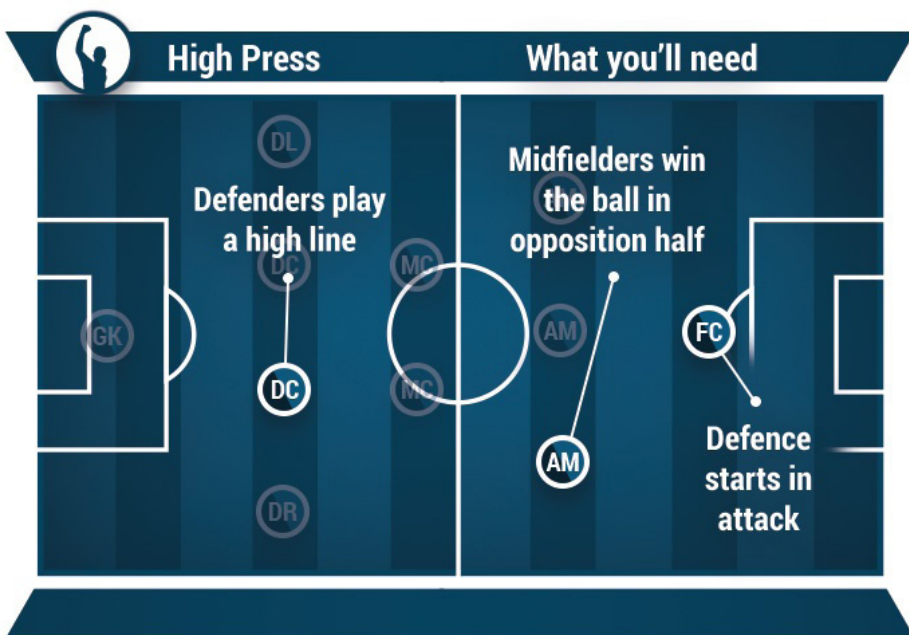 High Press
What you'll need
DL
Defenders play
a high line
DC
MC
GK
DC
MC
DR
Midfielders win
the ball in
opposition half
AM
AM
AM
FC
Defence
starts in
attack